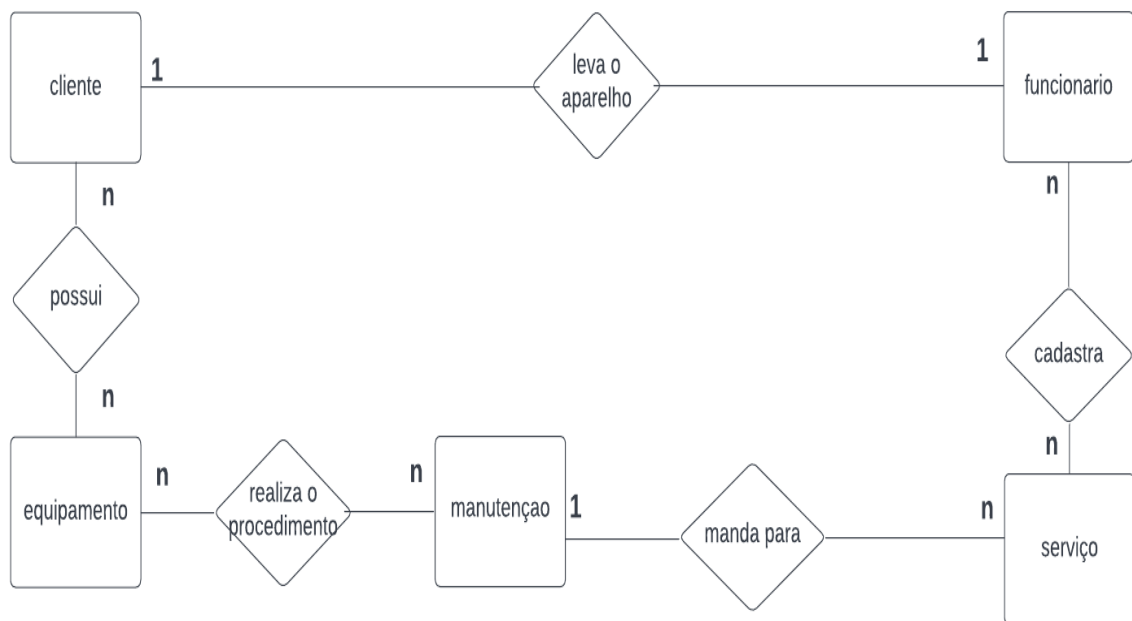 cliente
1
leva o
aparelho
1
funcionario
n
n
possui
cadastra
n
n
equipamento
n
realiza o
procedimento
n
manutençao
1
manda para
n
serviço